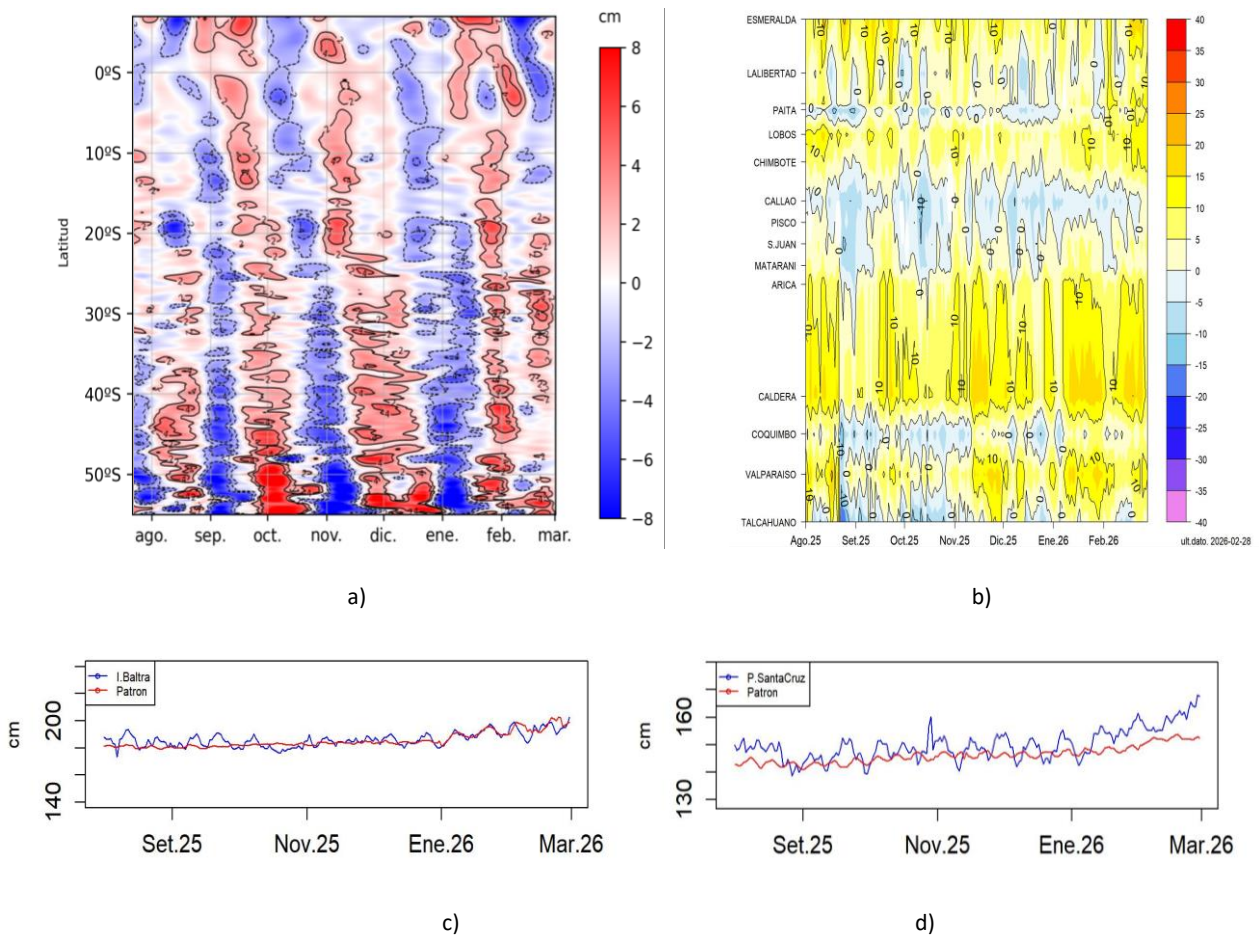 cm
8
6
4
2
0
−2
−4
−6
−8
Latitud
0ºS
10ºS
20ºS
30ºS
40ºS
50ºS
ago. sep. oct. nov. dic. ene. feb. mar.
a)
ESMERALDA
LALIBERTAD
PAITA
LOBOS
CHIMBOTE
CALLAO
PISCO
S.JUAN
MATARANI
ARICA
CALDERA
COQUIMBO
VALPARAISO
TALCAHUANO
Ago.25 Set.25 Oct.25 Nov.25 Dic.25 Ene.26 Feb.26
40
35
30
25
20
15
10
5
0
-5
-10
-15
-20
-25
-30
-35
-40
ult.dato. 2026-02-28
b)
I.Baltra
Patron
cm
200
140
Set.25 Nov.25 Ene.26 Mar.26
c)
P.SantaCruz
Patron
cm
160
130
Set.25 Nov.25 Ene.26 Mar.26
d)